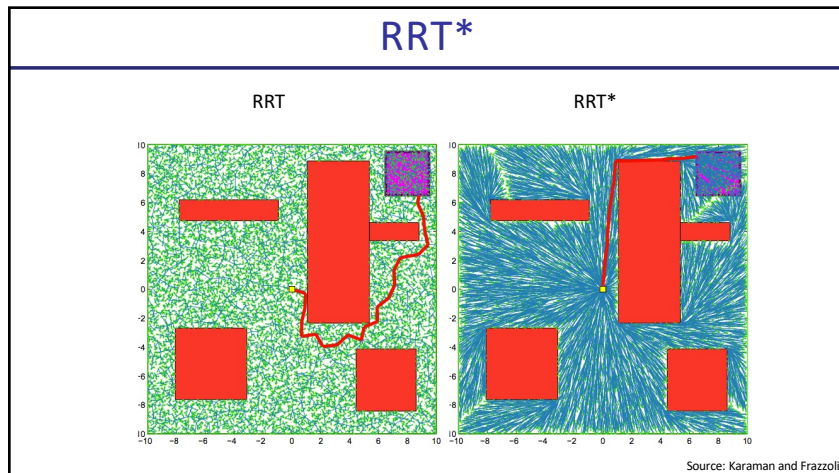 RRT*
RRT RRT*
10 10
8 8
6 6
4 4
2 2
0 0
−2 −2
−4 −4
−6 −6
−8 −8
10 10
−10 −8 −6 −4 −2 0 2 4 6 8 10 −10 −8 −6 −4 −2 0 2 4 6 8 10
Source: Karaman and Frazzoli